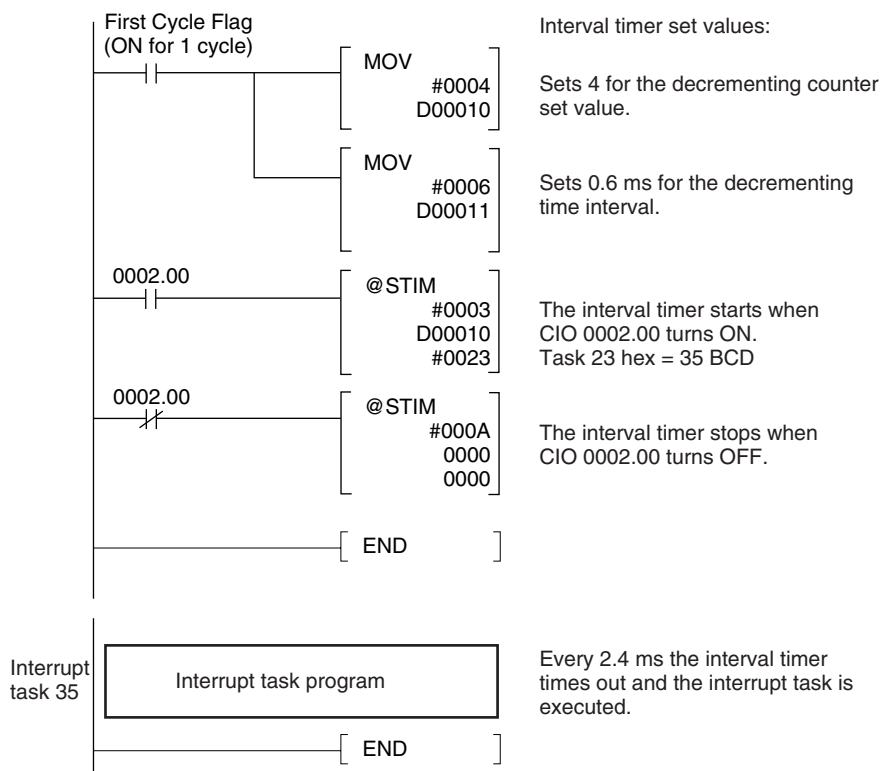 First Cycle Flag
(ON for 1 cycle)
Interval timer set values:
MOV
#0004
D00010
Sets 4 for the decrementing counter
set value.
MOV
#0006
D00011
Sets 0.6 ms for the decrementing
time interval.
0002.00
@STIM
#0003
D00010
#0023
The interval timer starts when
CIO 0002.00 turns ON.
Task 23 hex = 35 BCD
0002.00
@STIM
#000A
0000
0000
The interval timer stops when
CIO 0002.00 turns OFF.
END
Interrupt
task 35
Interrupt task program
Every 2.4 ms the interval timer
times out and the interrupt task is
executed.
END